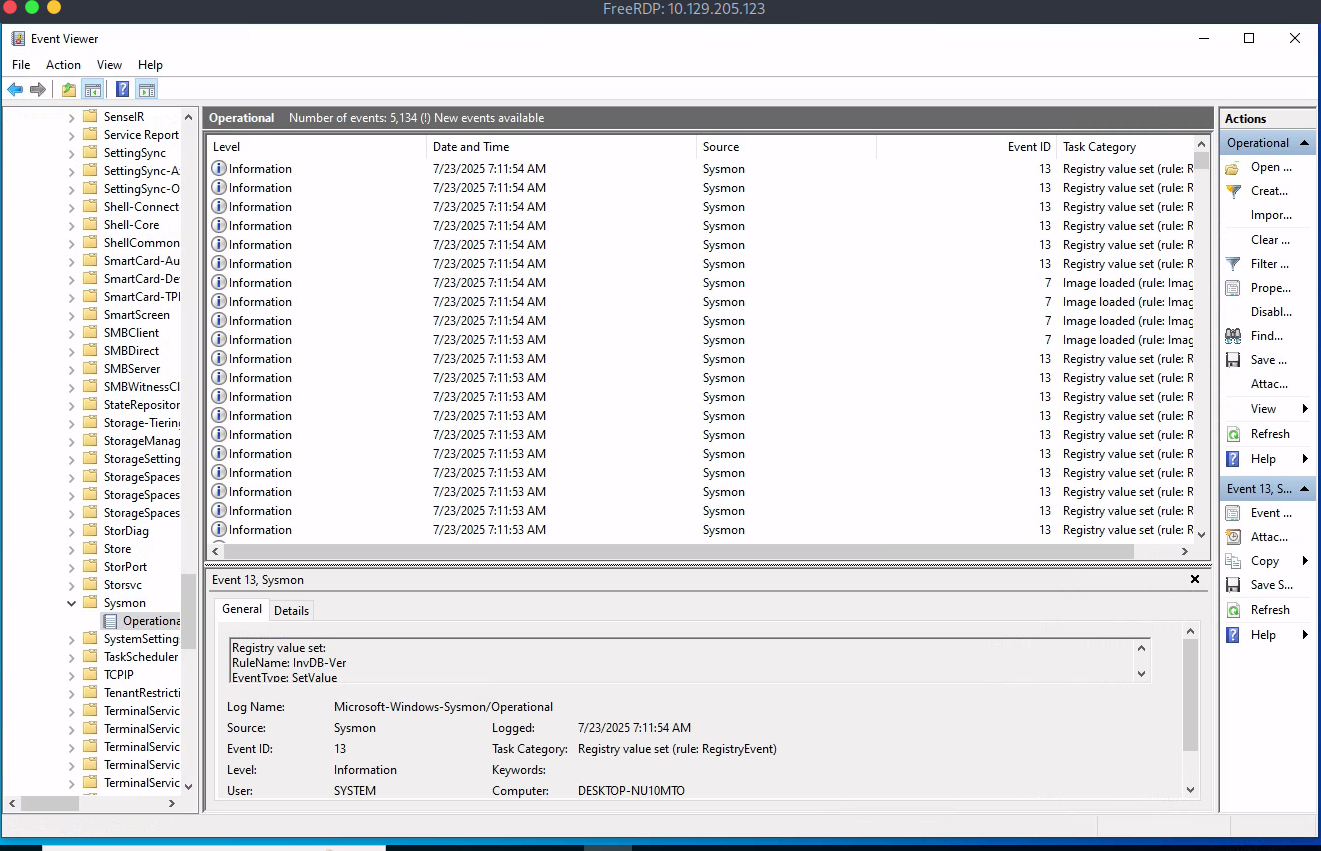 FreeRDP: 10.129.205.123
Event Viewer
File Action View Help
SenseIR
Service Report
SettingSync
SettingSync-A
SettingSync-O
Shell-Connect
Shell-Core
ShellCommon
SmartCard-Au
SmartCard-De
SmartCard-TP
SmartScreen
SMBClient
SMBDirect
SMBServer
SMBWitnessCl
StateRepositor
Storage-Tiering
StorageManag
StorageSetting
StorageSpaces
StorageSpaces
StorageSpaces
StorDiag
Store
StorPort
Storsvc
Sysmon
Operationa
SystemSetting
TaskScheduler
TCPIP
TenantRestricti
TerminalServic
TerminalServic
TerminalServic
TerminalServic
TerminalServic
Operational Number of events: 5,134 (!) New events available
Level Date and Time Source Event ID Task Category
Information 7/23/2025 7:11:54 AM Sysmon 13 Registry value set (rule: R
Information 7/23/2025 7:11:54 AM Sysmon 13 Registry value set (rule: R
Information 7/23/2025 7:11:54 AM Sysmon 13 Registry value set (rule: R
Information 7/23/2025 7:11:54 AM Sysmon 13 Registry value set (rule: R
Information 7/23/2025 7:11:54 AM Sysmon 13 Registry value set (rule: R
Information 7/23/2025 7:11:54 AM Sysmon 13 Registry value set (rule: R
Information 7/23/2025 7:11:54 AM Sysmon 7 Image loaded (rule: Imag
Information 7/23/2025 7:11:54 AM Sysmon 7 Image loaded (rule: Imag
Information 7/23/2025 7:11:54 AM Sysmon 7 Image loaded (rule: Imag
Information 7/23/2025 7:11:53 AM Sysmon 7 Image loaded (rule: Imag
Information 7/23/2025 7:11:53 AM Sysmon 13 Registry value set (rule: R
Information 7/23/2025 7:11:53 AM Sysmon 13 Registry value set (rule: R
Information 7/23/2025 7:11:53 AM Sysmon 13 Registry value set (rule: R
Information 7/23/2025 7:11:53 AM Sysmon 13 Registry value set (rule: R
Information 7/23/2025 7:11:53 AM Sysmon 13 Registry value set (rule: R
Information 7/23/2025 7:11:53 AM Sysmon 13 Registry value set (rule: R
Information 7/23/2025 7:11:53 AM Sysmon 13 Registry value set (rule: R
Information 7/23/2025 7:11:53 AM Sysmon 13 Registry value set (rule: R
Information 7/23/2025 7:11:53 AM Sysmon 13 Registry value set (rule: R
Information 7/23/2025 7:11:53 AM Sysmon 13 Registry value set (rule: R
Event 13, Sysmon
General Details
Registry value set:
RuleName: InvDB-Ver
EventType: SetValue
Log Name: Microsoft-Windows-Sysmon/Operational
Source: Sysmon Logged: 7/23/2025 7:11:54 AM
Event ID: 13 Task Category: Registry value set (rule: RegistryEvent)
Level: Information Keywords:
User: SYSTEM Computer: DESKTOP-NU10MTO
Actions
Operational
Open ...
Creat...
Impor...
Clear ...
Filter ...
Prope...
Disabl...
Find...
Save ...
Attac...
View
Refresh
Help
Event 13, S...
Event ...
Attac...
Copy
Save S...
Refresh
Help